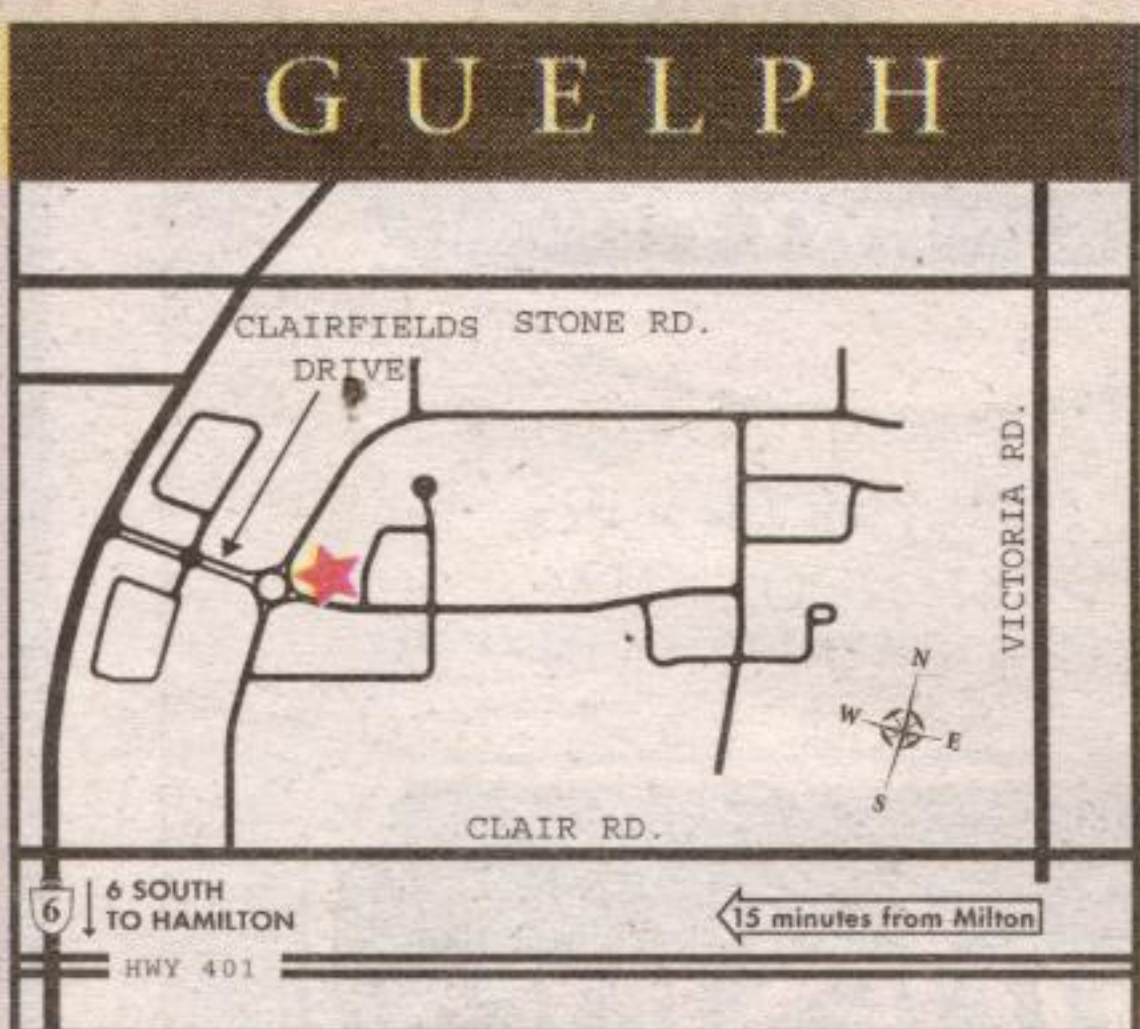 GUELPH
CLAIRFIELDS
DRIVE
STONE RD.
VICTORIA RD.
N
W
E
S
CLAIR RD.
6
6 SOUTH
TO HAMILTON
15 minutes from Milton
HWY 401